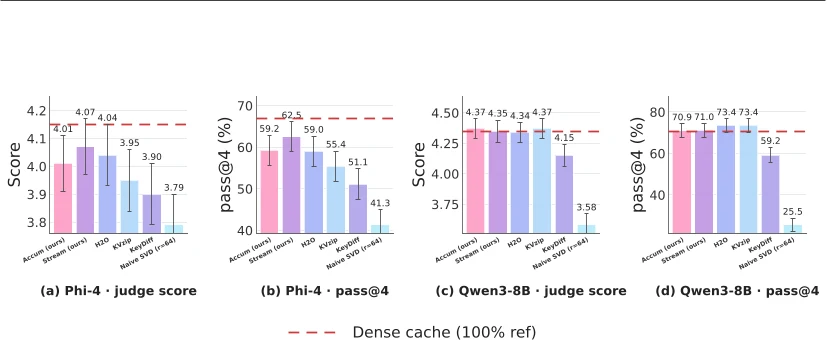 4.2
4.1
4.0
3.9
3.8
Score
4.01
4.07
4.04
3.95
3.90
3.79
Accum (ours)
Stream (ours)
H2O
KVzip
KeyDiff
Naive SVD (r=64)
(a) Phi-4 · judge score
70
60
50
40
pass@4 (%)
59.2
62.5
59.0
55.4
51.1
41.3
Accum (ours)
Stream (ours)
H2O
KVzip
KeyDiff
Naive SVD (r=64)
(b) Phi-4 · pass@4
4.50
4.25
4.00
3.75
Score
4.37
4.35
4.34
4.37
4.15
3.58
Accum (ours)
Stream (ours)
H2O
KVzip
KeyDiff
Naive SVD (r=64)
(c) Qwen3-8B · judge score
80
60
40
pass@4 (%)
70.9
71.0
73.4
73.4
59.2
25.5
Accum (ours)
Stream (ours)
H2O
KVzip
KeyDiff
Naive SVD (r=64)
(d) Qwen3-8B · pass@4
Dense cache (100% ref)